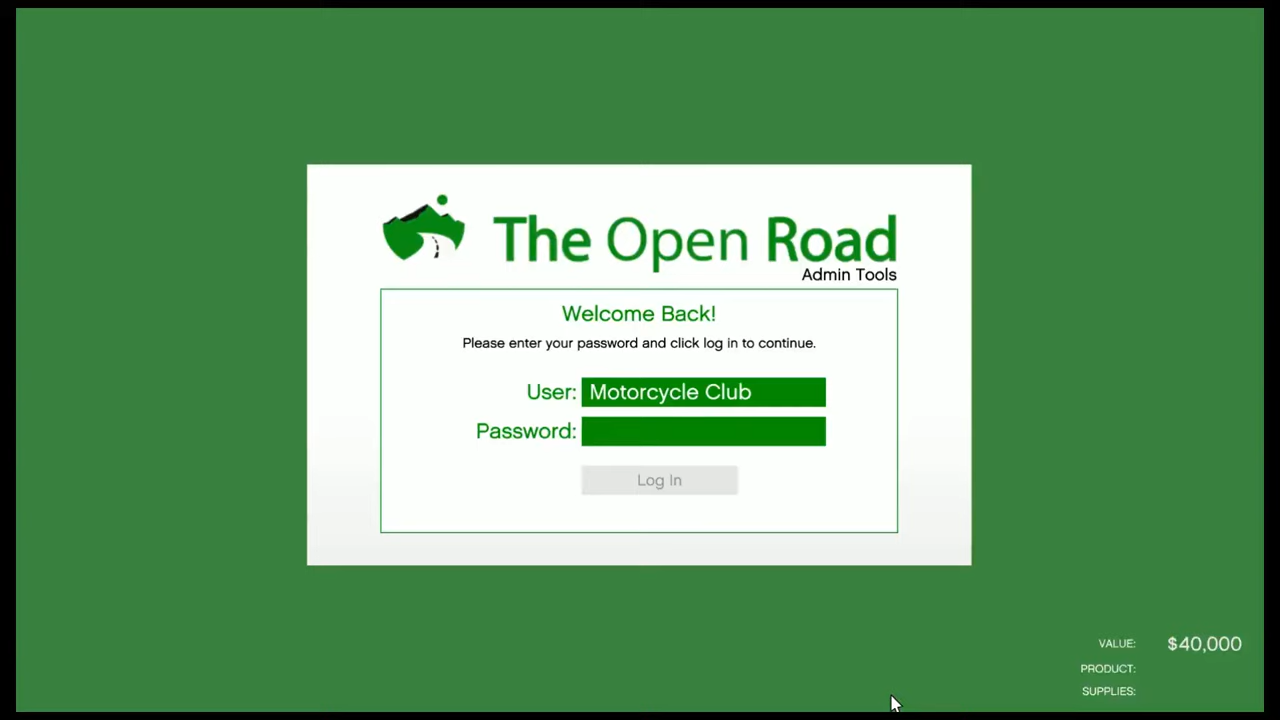 The Open Road
Admin Tools
Welcome Back!
Please enter your password and click log in to continue.
User: Motorcycle Club
Password:
Log In
VALUE: $40,000
PRODUCT:
SUPPLIES: